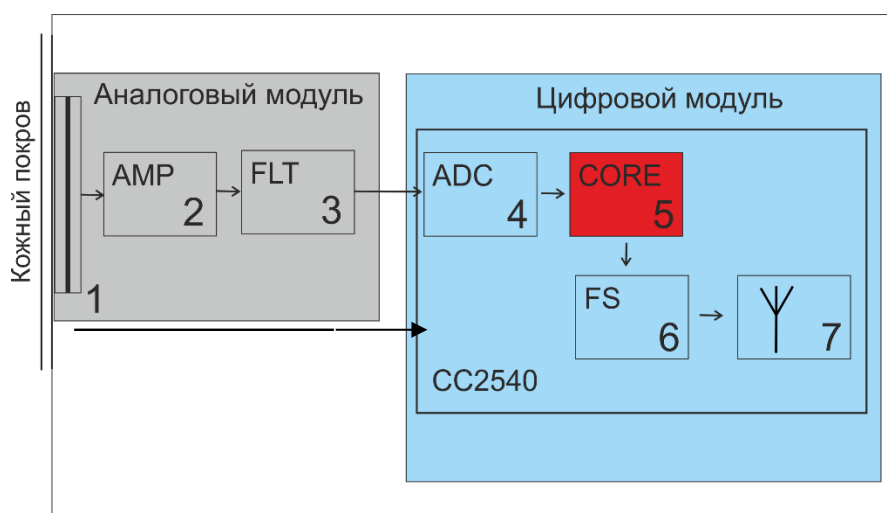 Кожный покров
Аналоговый модуль
Цифровой модуль
AMP
2
FLT
3
ADC
4
CORE
5
1
FS
6
7
CC2540